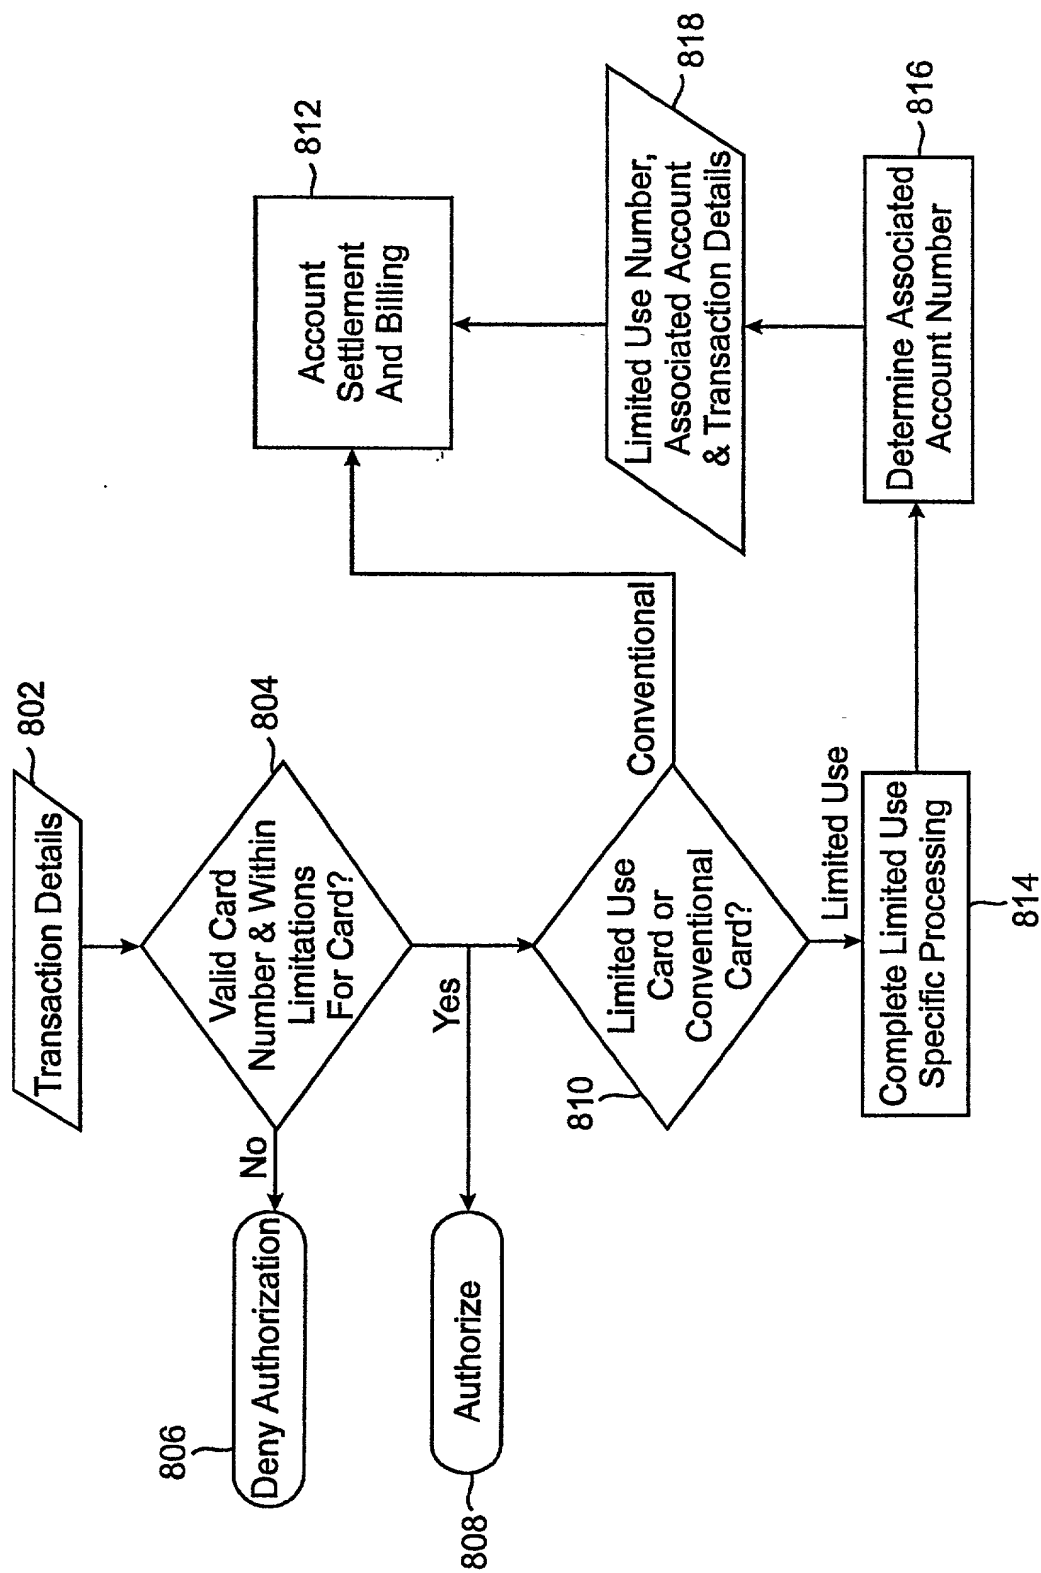 802
Transaction Details
804
Valid Card
Number & Within
Limitations
For Card?
No
806
Deny Authorization
Yes
808
Authorize
810
Limited Use
Card or
Conventional
Card?
Conventional
812
Account
Settlement
And Billing
Limited Use
814
Complete Limited Use
Specific Processing
816
Determine Associated
Account Number
818
Limited Use Number,
Associated Account
& Transaction Details